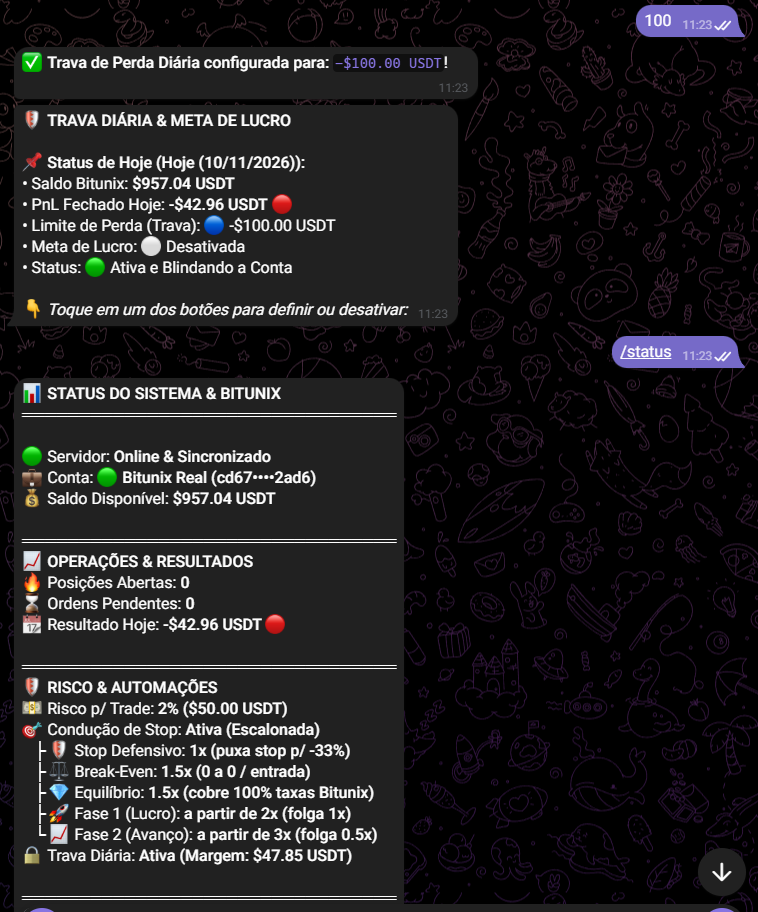 100 11:23
✅ Trava de Perda Diária configurada para: -$100.00 USDT!
11:23
🛡️ TRAVA DIÁRIA & META DE LUCRO
📌 Status de Hoje (Hoje (10/11/2026)):
• Saldo Bitunix: $957.04 USDT
• PnL Fechado Hoje: -$42.96 USDT 🔴
• Limite de Perda (Trava): 🔵 -$100.00 USDT
• Meta de Lucro: ⚪ Desativada
• Status: 🟢 Ativa e Blindando a Conta
👇 Toque em um dos botões para definir ou desativar: 11:23
/status 11:23
📊 STATUS DO SISTEMA & BITUNIX
🟢 Servidor: Online & Sincronizado
💼 Conta: 🟢 Bitunix Real (cd67••••2ad6)
💰 Saldo Disponível: $957.04 USDT
📈 OPERAÇÕES & RESULTADOS
🔥 Posições Abertas: 0
⏳ Ordens Pendentes: 0
📅 Resultado Hoje: -$42.96 USDT 🔴
🛡️ RISCO & AUTOMAÇÕES
💵 Risco p/ Trade: 2% ($50.00 USDT)
🎯 Condução de Stop: Ativa (Escalonada)
├ 🛡️ Stop Defensivo: 1x (puxa stop p/ -33%)
├ ⚖️ Break-Even: 1.5x (0 a 0 / entrada)
├ 💎 Equilíbrio: 1.5x (cobre 100% taxas Bitunix)
├ 🚀 Fase 1 (Lucro): a partir de 2x (folga 1x)
└ 📈 Fase 2 (Avanço): a partir de 3x (folga 0.5x)
🔒 Trava Diária: Ativa (Margem: $47.85 USDT)